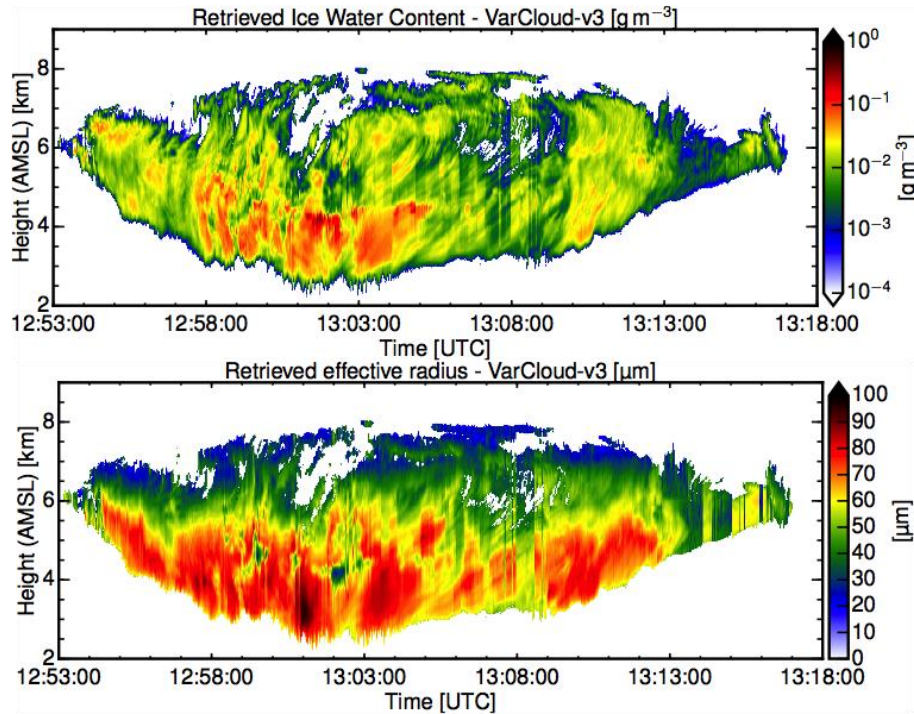 Retrieved Ice Water Content - VarCloud-v3 [g m⁻³]
Height (AMSL) [km]
8
6
4
2
12:53:00 12:58:00 13:03:00 13:08:00 13:13:00 13:18:00
Time [UTC]
10⁰
10⁻¹
10⁻²
10⁻³
10⁻⁴
[g m⁻³]
Retrieved effective radius - VarCloud-v3 [µm]
Height (AMSL) [km]
8
6
4
2
12:53:00 12:58:00 13:03:00 13:08:00 13:13:00 13:18:00
Time [UTC]
100
90
80
70
60
50
40
30
20
10
0
[µm]